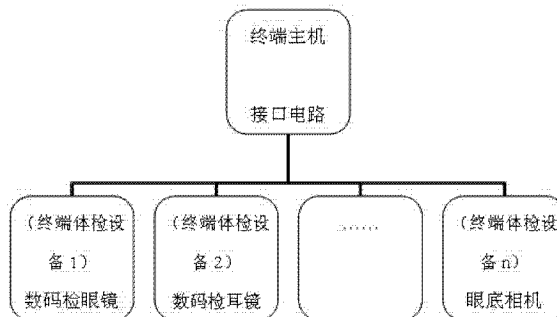 终端主机
接口电路
（终端体检设
备1）
数码检眼镜
（终端体检设
备2）
数码检耳镜
……
（终端体检设
备n）
眼底相机